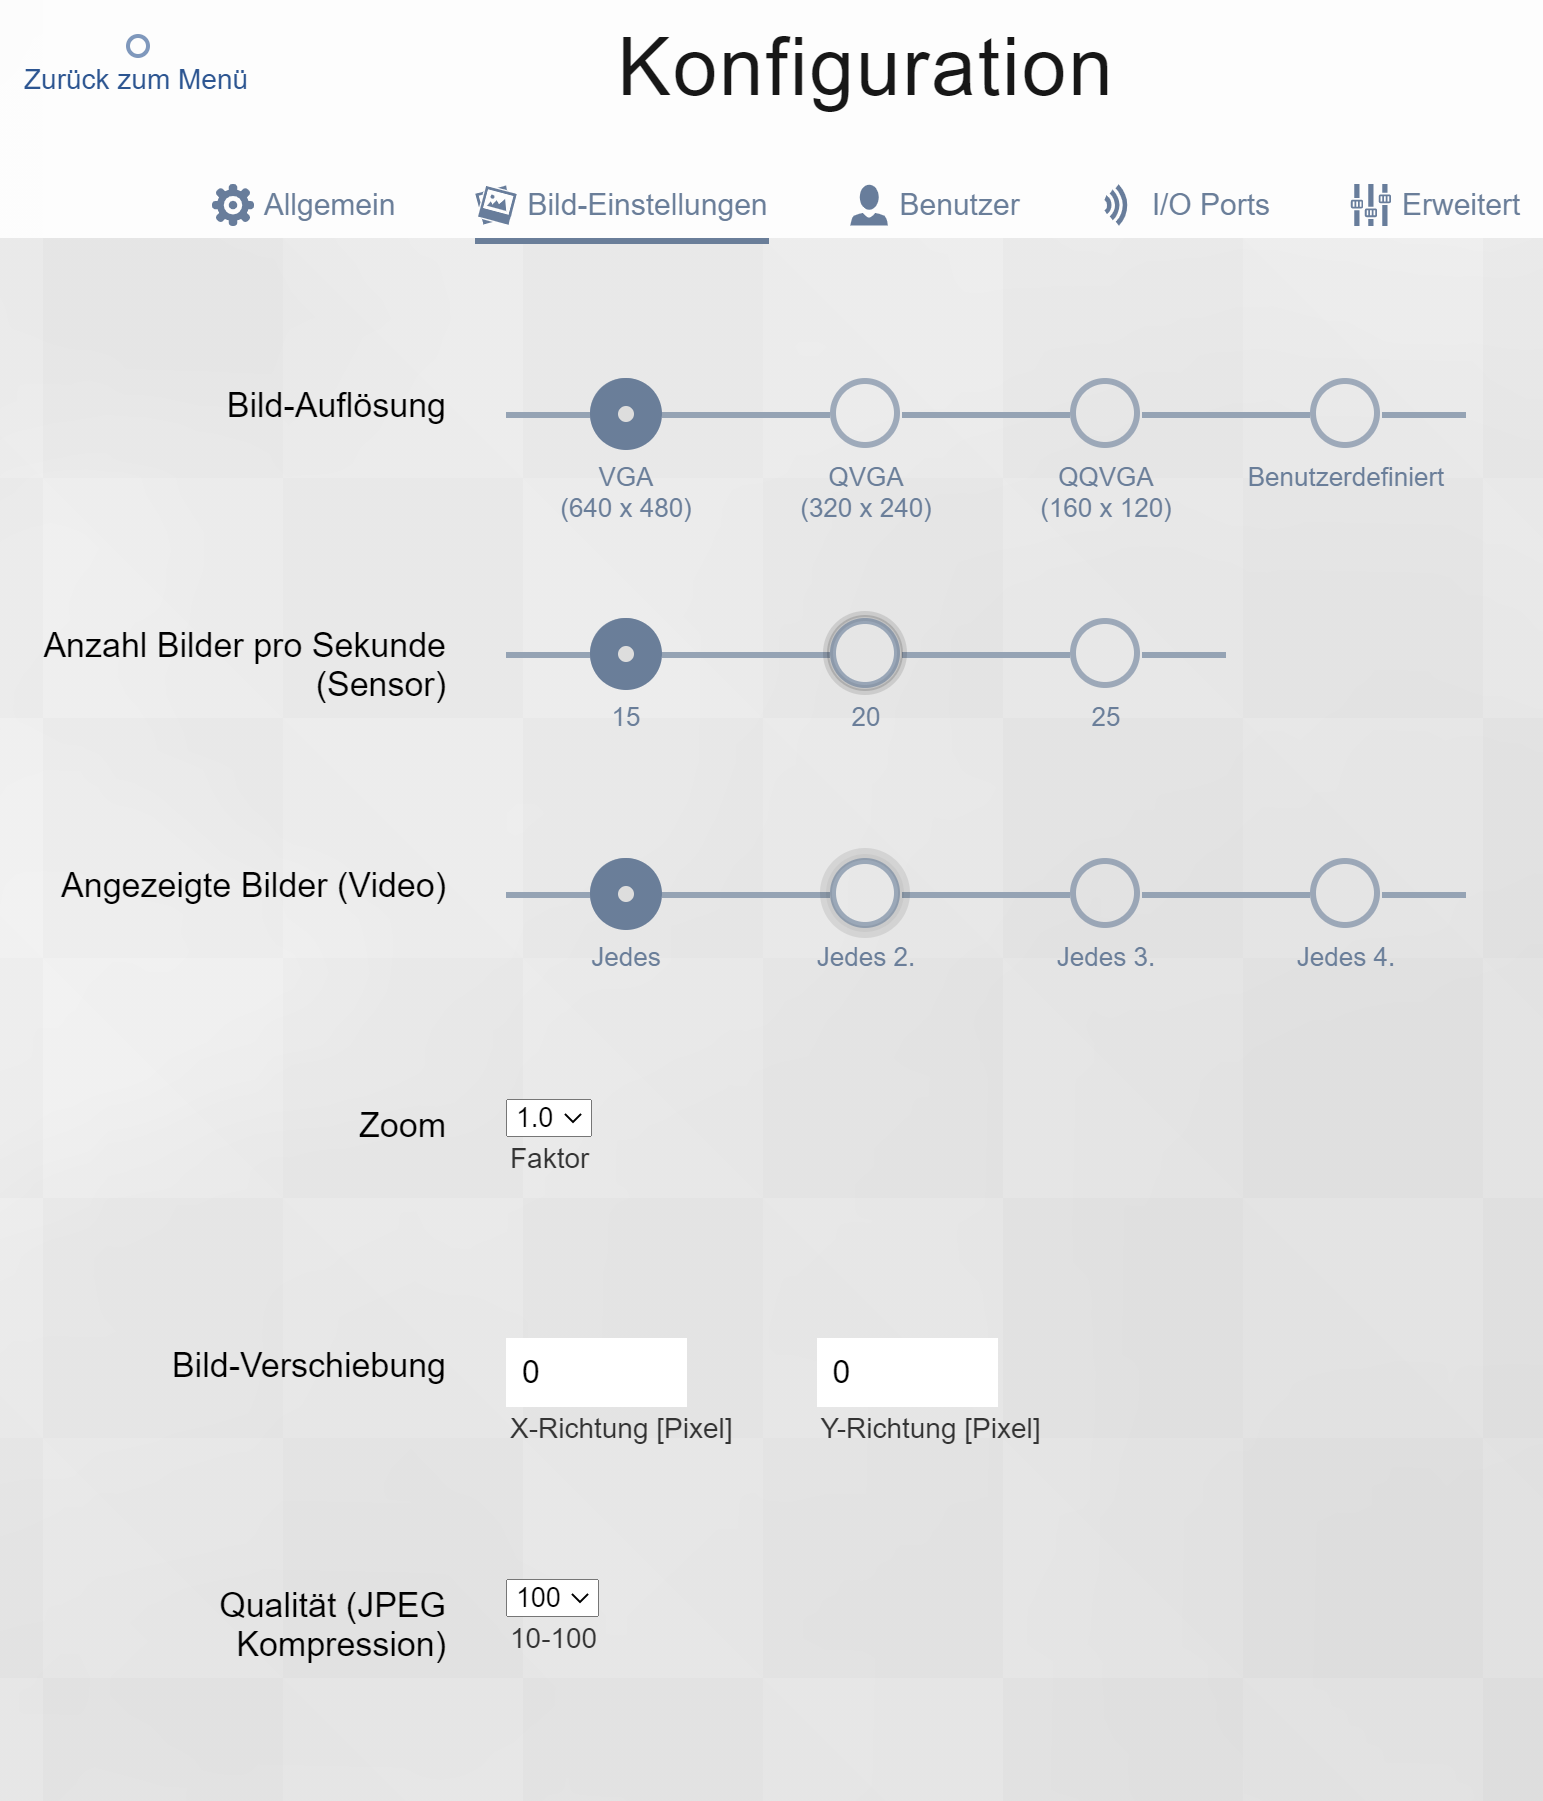 Zurück zum Menü
Konfiguration
Allgemein
Bild-Einstellungen
Benutzer
I/O Ports
Erweitert
Bild-Auflösung
VGA
(640 x 480)
QVGA
(320 x 240)
QQVGA
(160 x 120)
Benutzerdefiniert
Anzahl Bilder pro Sekunde
(Sensor)
15
20
25
Angezeigte Bilder (Video)
Jedes
Jedes 2.
Jedes 3.
Jedes 4.
Zoom
1.0
Faktor
Bild-Verschiebung
0
X-Richtung [Pixel]
0
Y-Richtung [Pixel]
Qualität (JPEG
Kompression)
100
10-100